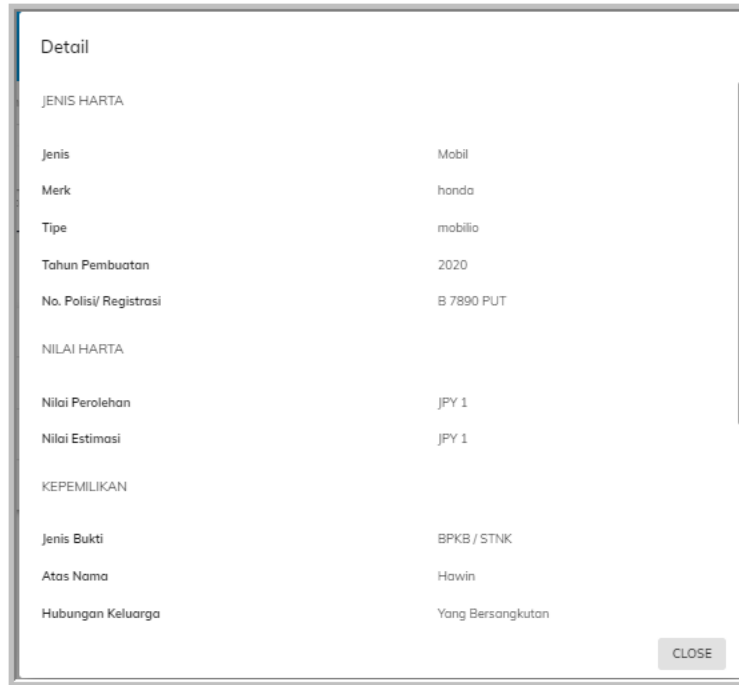 Detail
JENIS HARTA
Jenis Mobil
Merk honda
Tipe mobilio
Tahun Pembuatan 2020
No. Polisi/ Registrasi B 7890 PUT
NILAI HARTA
Nilai Perolehan JPY 1
Nilai Estimasi JPY 1
KEPEMILIKAN
Jenis Bukti BPKB / STNK
Atas Nama Hawin
Hubungan Keluarga Yang Bersangkutan
CLOSE